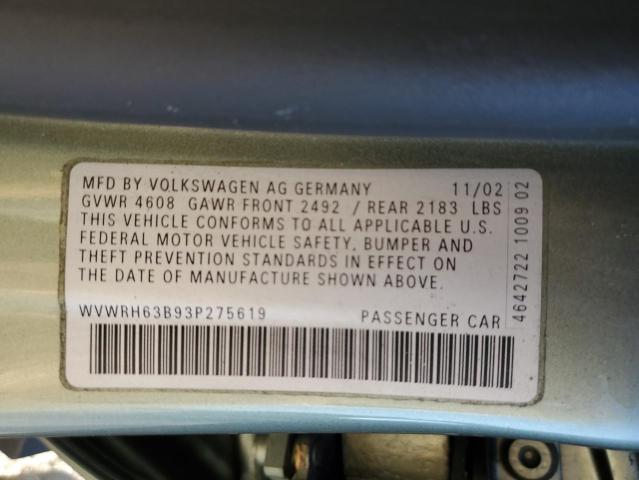 MFD BY VOLKSWAGEN AG GERMANY 11/02
GVWR 4608 GAWR FRONT 2492 / REAR 2183 LBS
THIS VEHICLE CONFORMS TO ALL APPLICABLE U.S.
FEDERAL MOTOR VEHICLE SAFETY, BUMPER AND
THEFT PREVENTION STANDARDS IN EFFECT ON
THE DATE OF MANUFACTURE SHOWN ABOVE.
WVWRH63B93P275619 PASSENGER CAR
4642722 1009 02